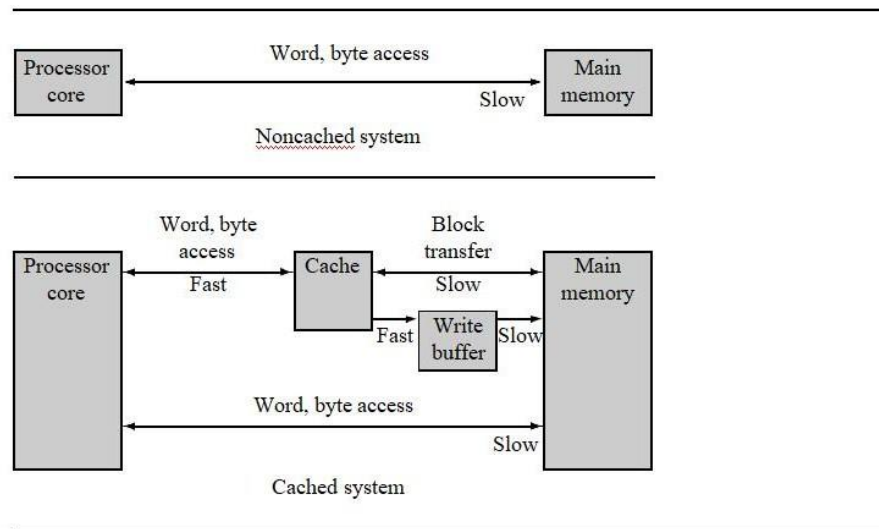 Word, byte access
Processor
core
Main
memory
Slow
Noncached system
Word, byte
access
Fast
Block
transfer
Slow
Processor
core
Cache
Main
memory
Fast
Write
buffer
Slow
Word, byte access
Slow
Cached system